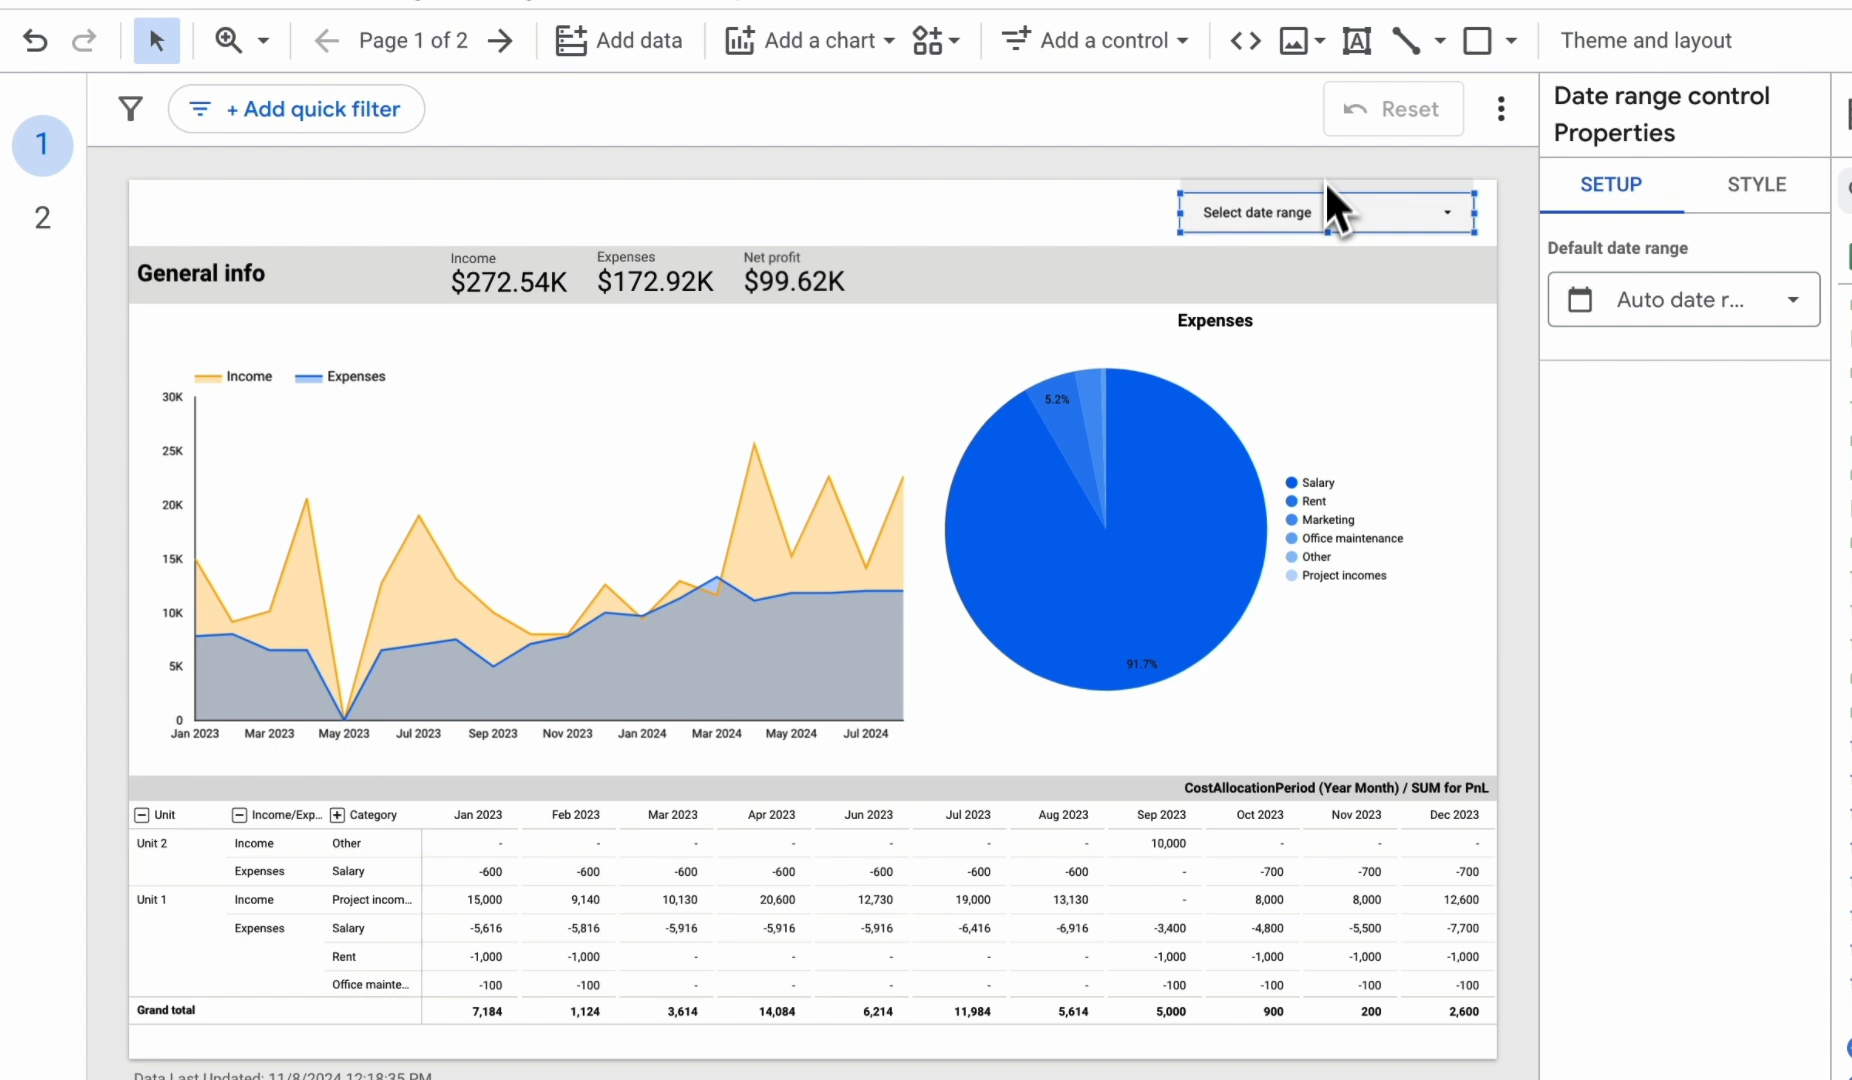 Page 1 of 2
Add data
Add a chart
Add a control
Theme and layout
+ Add quick filter
Reset
Date range control
Properties
1
2
SETUP
STYLE
Select date range
Default date range
Auto date r...
General info
Income
$272.54K
Expenses
$172.92K
Net profit
$99.62K
Expenses
Income
Expenses
30K
25K
20K
15K
10K
5K
0
Jan 2023 Mar 2023 May 2023 Jul 2023 Sep 2023 Nov 2023 Jan 2024 Mar 2024 May 2024 Jul 2024
5.2%
91.7%
Salary
Rent
Marketing
Office maintenance
Other
Project incomes
CostAllocationPeriod (Year Month) / SUM for PnL
Unit Income/Exp... Category Jan 2023 Feb 2023 Mar 2023 Apr 2023 Jun 2023 Jul 2023 Aug 2023 Sep 2023 Oct 2023 Nov 2023 Dec 2023
Unit 2 Income Other - - - - - - - 10,000 - - -
Expenses Salary -600 -600 -600 -600 -600 -600 -600 - -700 -700 -700
Unit 1 Income Project incom... 15,000 9,140 10,130 20,600 12,730 19,000 13,130 - 8,000 8,000 12,600
Expenses Salary -5,616 -5,816 -5,916 -5,916 -5,916 -6,416 -6,916 -3,400 -4,800 -5,500 -7,700
Rent -1,000 -1,000 - - - - - -1,000 -1,000 -1,000 -1,000
Office mainte... -100 -100 - - - - - -100 -100 -100 -100
Grand total 7,184 1,124 3,614 14,084 6,214 11,984 5,614 5,000 900 200 2,600
Data Last Updated: 11/8/2024 12:18:35 PM